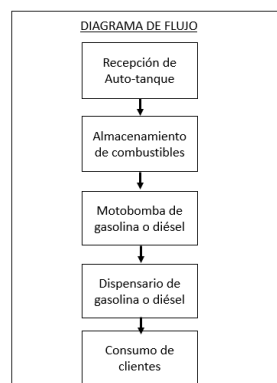 DIAGRAMA DE FLUJO
Recepción de
Auto-tanque
Almacenamiento
de combustibles
Motobomba de
gasolina o diésel
Dispensario de
gasolina o diésel
Consumo de
clientes